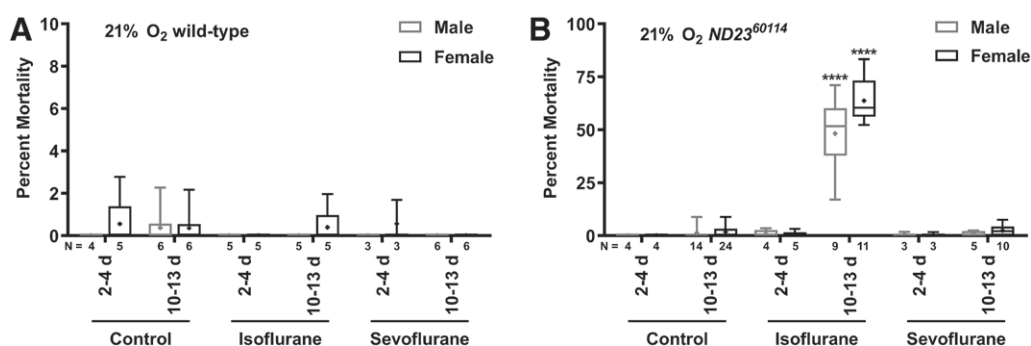 A
21% O2 wild-type
Male
Female
Percent Mortality
10
8
6
4
2
0
N = 4 5 6 6 5 5 5 5 3 3 6 6
2-4 d
10-13 d
2-4 d
10-13 d
2-4 d
10-13 d
Control
Isoflurane
Sevoflurane
B
21% O2 ND23^60114
Male
Female
Percent Mortality
100
75
50
25
0
****
****
N = 4 4 14 24 4 5 9 11 3 3 5 10
2-4 d
10-13 d
2-4 d
10-13 d
2-4 d
10-13 d
Control
Isoflurane
Sevoflurane